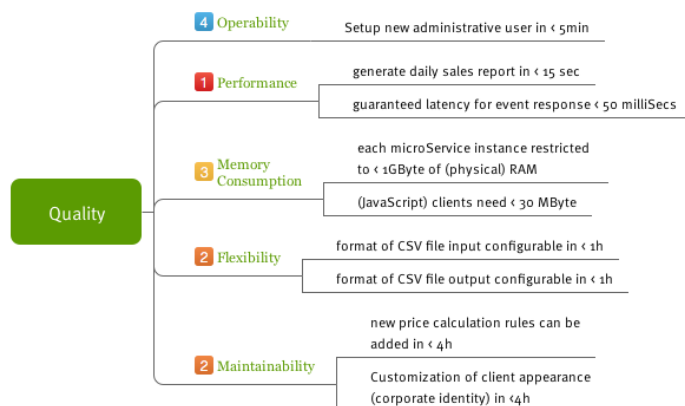 4 Operability
Setup new administrative user in < 5min
1 Performance
generate daily sales report in < 15 sec
guaranteed latency for event response < 50 milliSecs
3 Memory
Consumption
each microService instance restricted
to < 1GByte of (physical) RAM
(JavaScript) clients need < 30 MByte
Quality
2 Flexibility
format of CSV file input configurable in < 1h
format of CSV file output configurable in < 1h
2 Maintainability
new price calculation rules can be
added in < 4h
Customization of client appearance
(corporate identity) in <4h